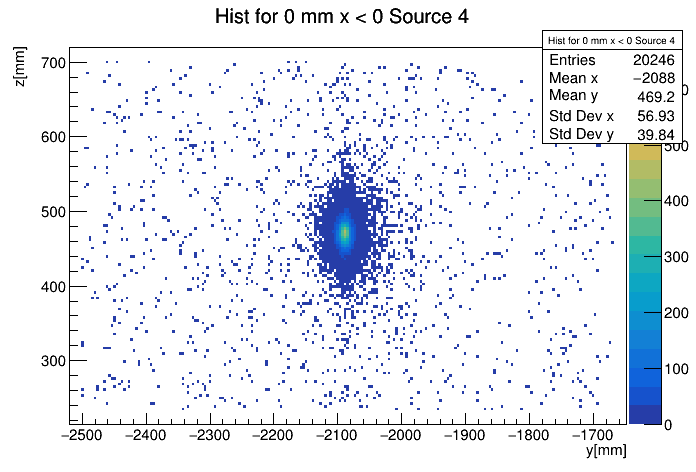 Hist for 0 mm x < 0 Source 4
Hist for 0 mm x < 0 Source 4
Entries 20246
Mean x −2088
Mean y 469.2
Std Dev x 56.93
Std Dev y 39.84
z[mm]
700
600
500
400
300
−2500 −2400 −2300 −2200 −2100 −2000 −1900 −1800 −1700
y[mm]
500
400
300
200
100
0